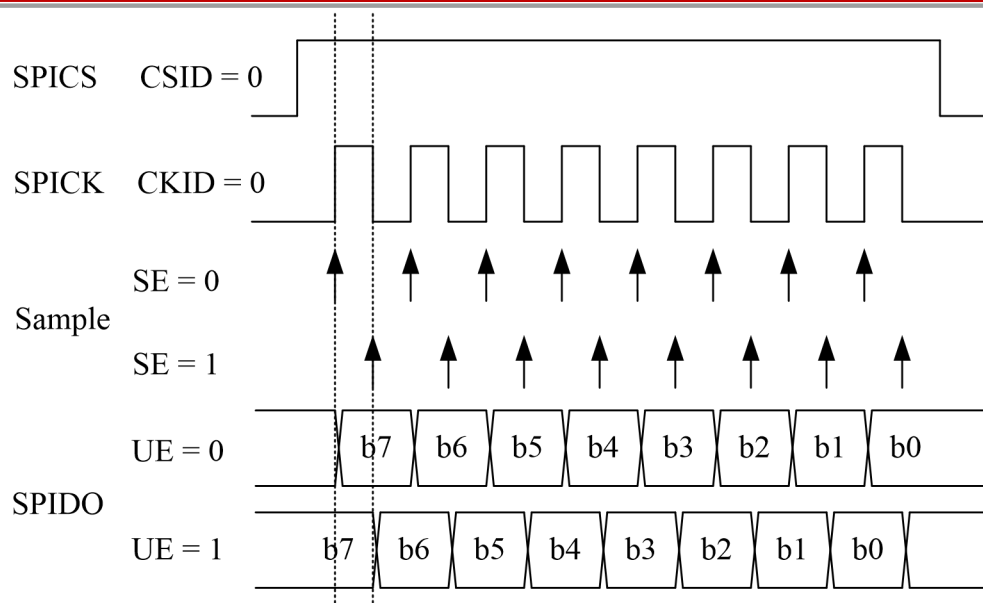 SPICS CSID = 0
SPICK CKID = 0
SE = 0
Sample
SE = 1
UE = 0 b7 b6 b5 b4 b3 b2 b1 b0
SPIDO
UE = 1 b7 b6 b5 b4 b3 b2 b1 b0